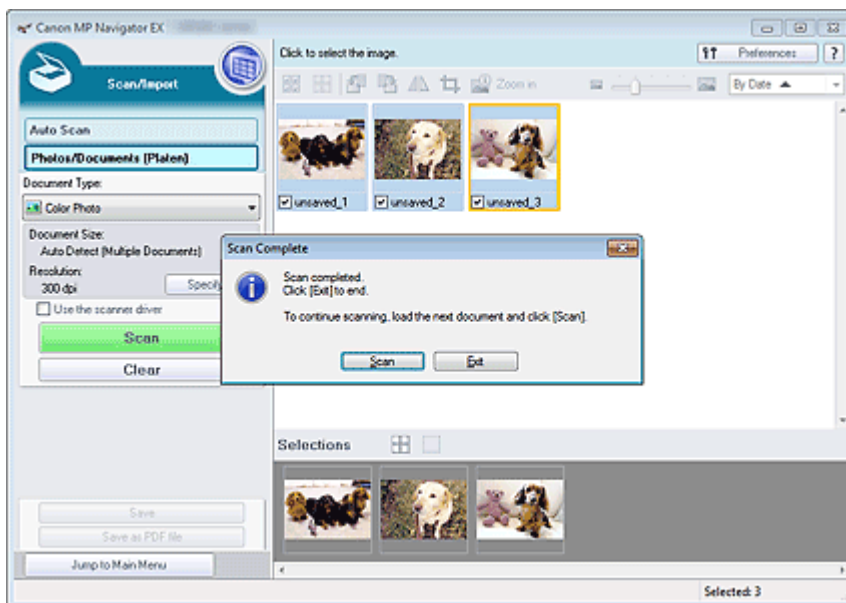 Canon MP Navigator EX
Scan/Import
Click to select the image.
Preferences
?
Zoom in
By Date
Auto Scan
Photos/Documents (Platen)
Document Type:
Color Photo
Document Size:
Auto Detect (Multiple Documents)
Resolution:
300 dpi
Specify
Use the scanner driver
Scan
Clear
unsaved_1
unsaved_2
unsaved_3
Scan Complete
Scan completed.
Click [Exit] to end.
To continue scanning, load the next document and click [Scan].
Scan
Exit
Selections
Save
Save as PDF file
Jump to Main Menu
Selected: 3